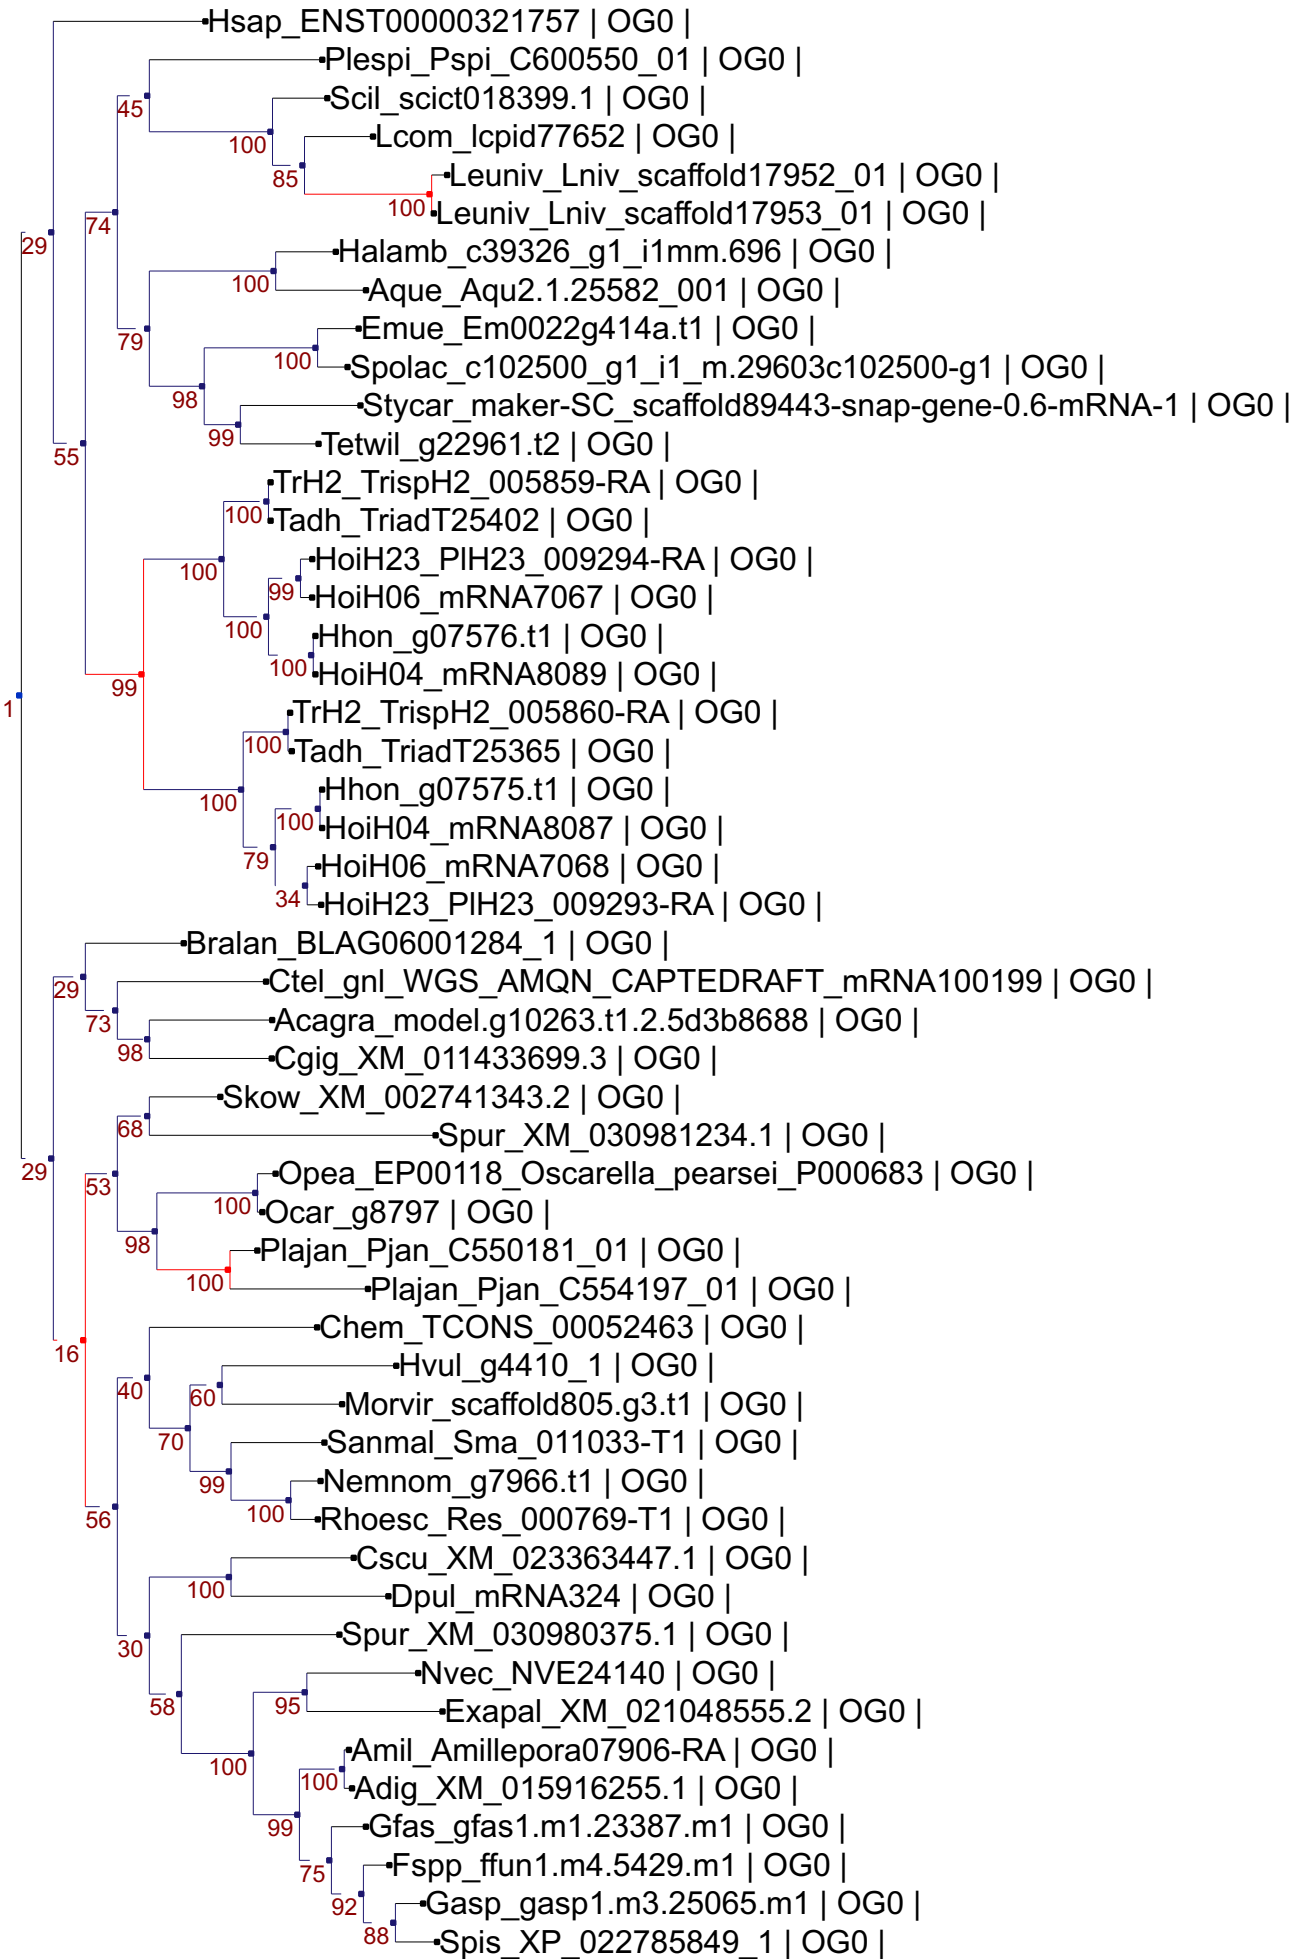 Hsap_ENST00000321757 | OG0 |
Plespi_Pspi_C600550_01 | OG0 |
45
Scil_scict018399.1 | OG0 |
100
Lcom_lcpid77652 | OG0 |
85
Leuniv_Lniv_scaffold17952_01 | OG0 |
100
Leuniv_Lniv_scaffold17953_01 | OG0 |
74
29
Halamb_c39326_g1_i1mm.696 | OG0 |
100
Aque_Aqu2.1.25582_001 | OG0 |
79
Emue_Em0022g414a.t1 | OG0 |
100
Spolac_c102500_g1_i1_m.29603c102500-g1 | OG0 |
98
Stycar_maker-SC_scaffold89443-snap-gene-0.6-mRNA-1 | OG0 |
99
Tetwil_g22961.t2 | OG0 |
55
TrH2_TrispH2_005859-RA | OG0 |
100
Tadh_TriadT25402 | OG0 |
100
HoiH23_PlH23_009294-RA | OG0 |
99
HoiH06_mRNA7067 | OG0 |
100
Hhon_g07576.t1 | OG0 |
100
HoiH04_mRNA8089 | OG0 |
99
1
TrH2_TrispH2_005860-RA | OG0 |
100
Tadh_TriadT25365 | OG0 |
100
Hhon_g07575.t1 | OG0 |
100
HoiH04_mRNA8087 | OG0 |
79
HoiH06_mRNA7068 | OG0 |
34
HoiH23_PlH23_009293-RA | OG0 |
Bralan_BLAG06001284_1 | OG0 |
29
Ctel_gnl_WGS_AMQN_CAPTEDRAFT_mRNA100199 | OG0 |
73
Acagra_model.g10263.t1.2.5d3b8688 | OG0 |
98
Cgig_XM_011433699.3 | OG0 |
Skow_XM_002741343.2 | OG0 |
68
Spur_XM_030981234.1 | OG0 |
29
53
Opea_EP00118_Oscarella_pearsei_P000683 | OG0 |
100
Ocar_g8797 | OG0 |
98
Plajan_Pjan_C550181_01 | OG0 |
100
Plajan_Pjan_C554197_01 | OG0 |
Chem_TCONS_00052463 | OG0 |
16
Hvul_g4410_1 | OG0 |
40
60
Morvir_scaffold805.g3.t1 | OG0 |
70
Sanmal_Sma_011033-T1 | OG0 |
99
Nemnom_g7966.t1 | OG0 |
100
Rhoesc_Res_000769-T1 | OG0 |
56
Cscu_XM_023363447.1 | OG0 |
100
Dpul_mRNA324 | OG0 |
30
Spur_XM_030980375.1 | OG0 |
58
Nvec_NVE24140 | OG0 |
95
Exapal_XM_021048555.2 | OG0 |
100
Amil_Amillepora07906-RA | OG0 |
100
Adig_XM_015916255.1 | OG0 |
99
Gfas_gfas1.m1.23387.m1 | OG0 |
75
Fspp_ffun1.m4.5429.m1 | OG0 |
92
Gasp_gasp1.m3.25065.m1 | OG0 |
88
Spis_XP_022785849_1 | OG0 |